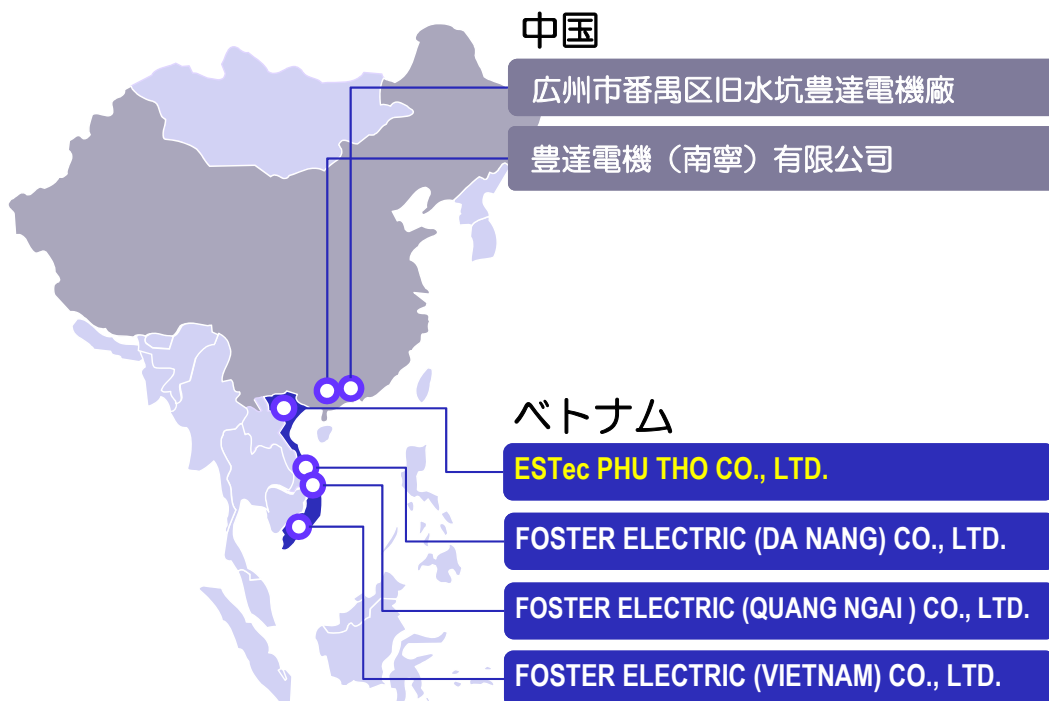 中国
広州市番禺区旧水坑豊達電機廠
豊達電機（南寧）有限公司
ベトナム
ESTec PHU THO CO., LTD.
FOSTER ELECTRIC (DA NANG) CO., LTD.
FOSTER ELECTRIC (QUANG NGAI ) CO., LTD.
FOSTER ELECTRIC (VIETNAM) CO., LTD.